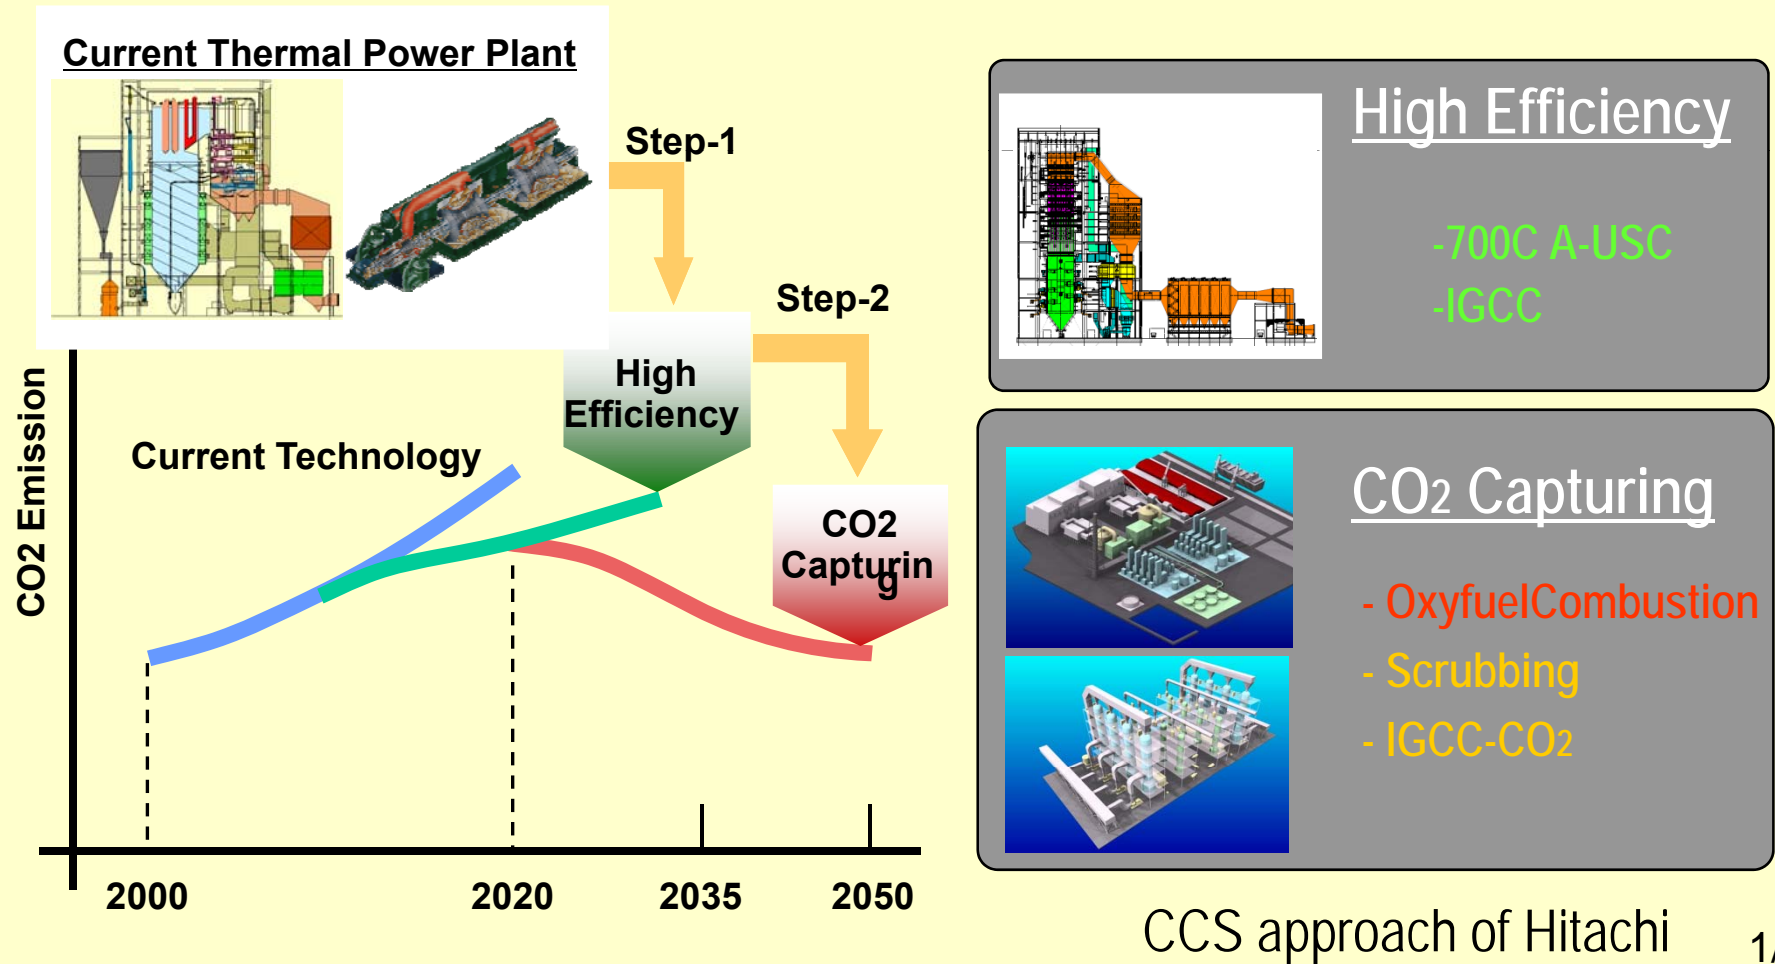 Current Thermal Power Plant
Step-1
Step-2
High
Efficiency
CO2
Capturin
g
Current Technology
CO2 Emission
2000
2020
2035
2050
High Efficiency
-700C A-USC
-IGCC
CO2 Capturing
- OxyfuelCombustion
- Scrubbing
- IGCC-CO2
CCS approach of Hitachi
1/